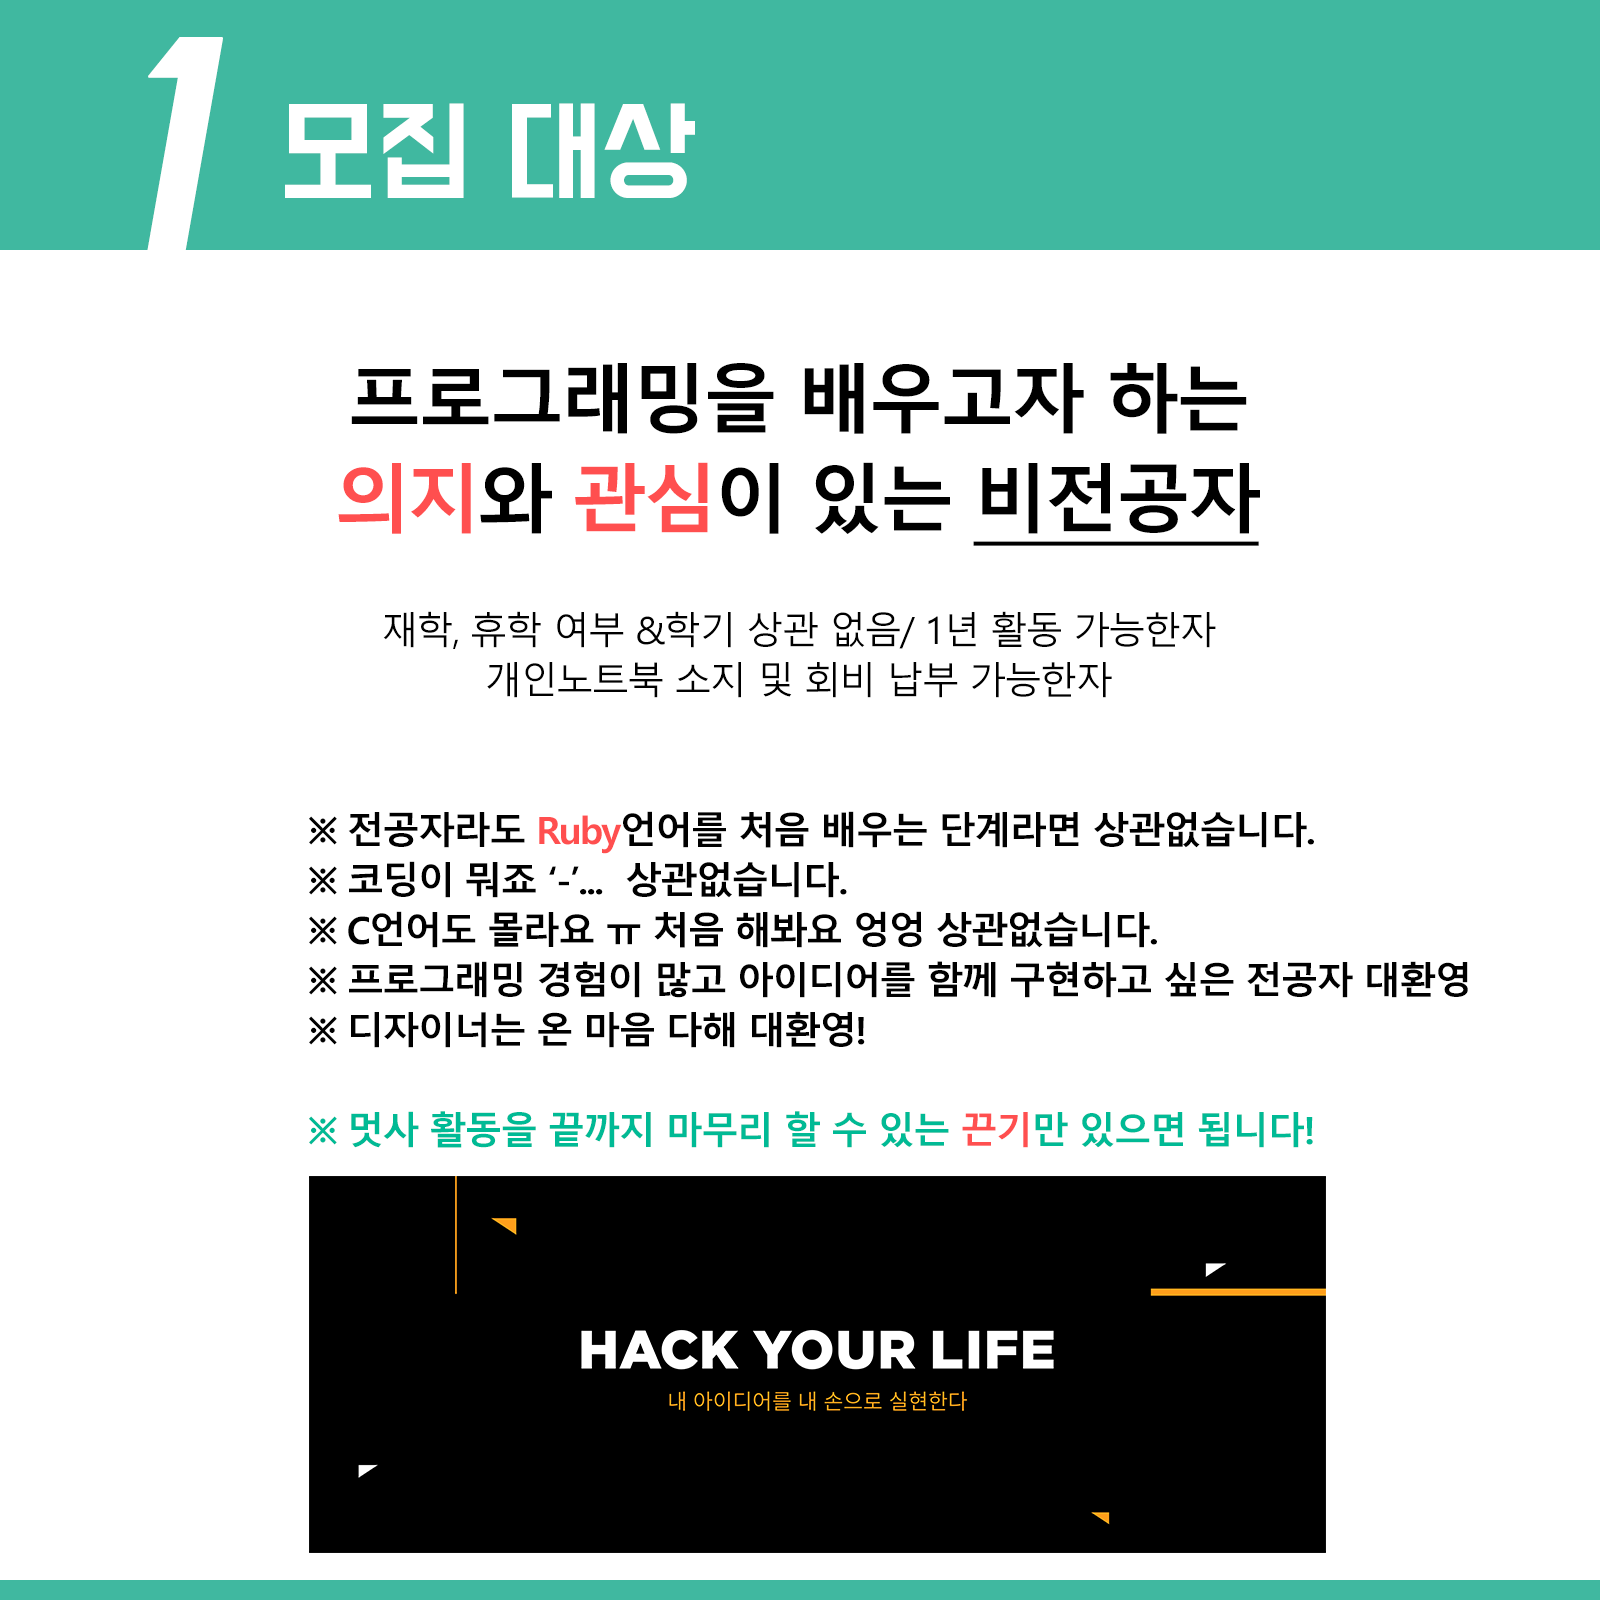 1 모집 대상
프로그래밍을 배우고자 하는
의지와 관심이 있는 비전공자
재학, 휴학 여부 &학기 상관 없음/ 1년 활동 가능한자
개인노트북 소지 및 회비 납부 가능한자
※ 전공자라도 Ruby언어를 처음 배우는 단계라면 상관없습니다.
※ 코딩이 뭐죠 ‘-’... 상관없습니다.
※ C언어도 몰라요 ㅠ 처음 해봐요 엉엉 상관없습니다.
※ 프로그래밍 경험이 많고 아이디어를 함께 구현하고 싶은 전공자 대환영
※ 디자이너는 온 마음 다해 대환영!
※ 멋사 활동을 끝까지 마무리 할 수 있는 끈기만 있으면 됩니다!
HACK YOUR LIFE
내 아이디어를 내 손으로 실현한다